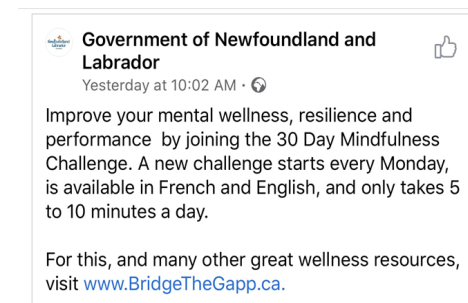 Government of Newfoundland and
Labrador
Yesterday at 10:02 AM ·
Improve your mental wellness, resilience and
performance by joining the 30 Day Mindfulness
Challenge. A new challenge starts every Monday,
is available in French and English, and only takes 5
to 10 minutes a day.
For this, and many other great wellness resources,
visit www.BridgeTheGapp.ca.